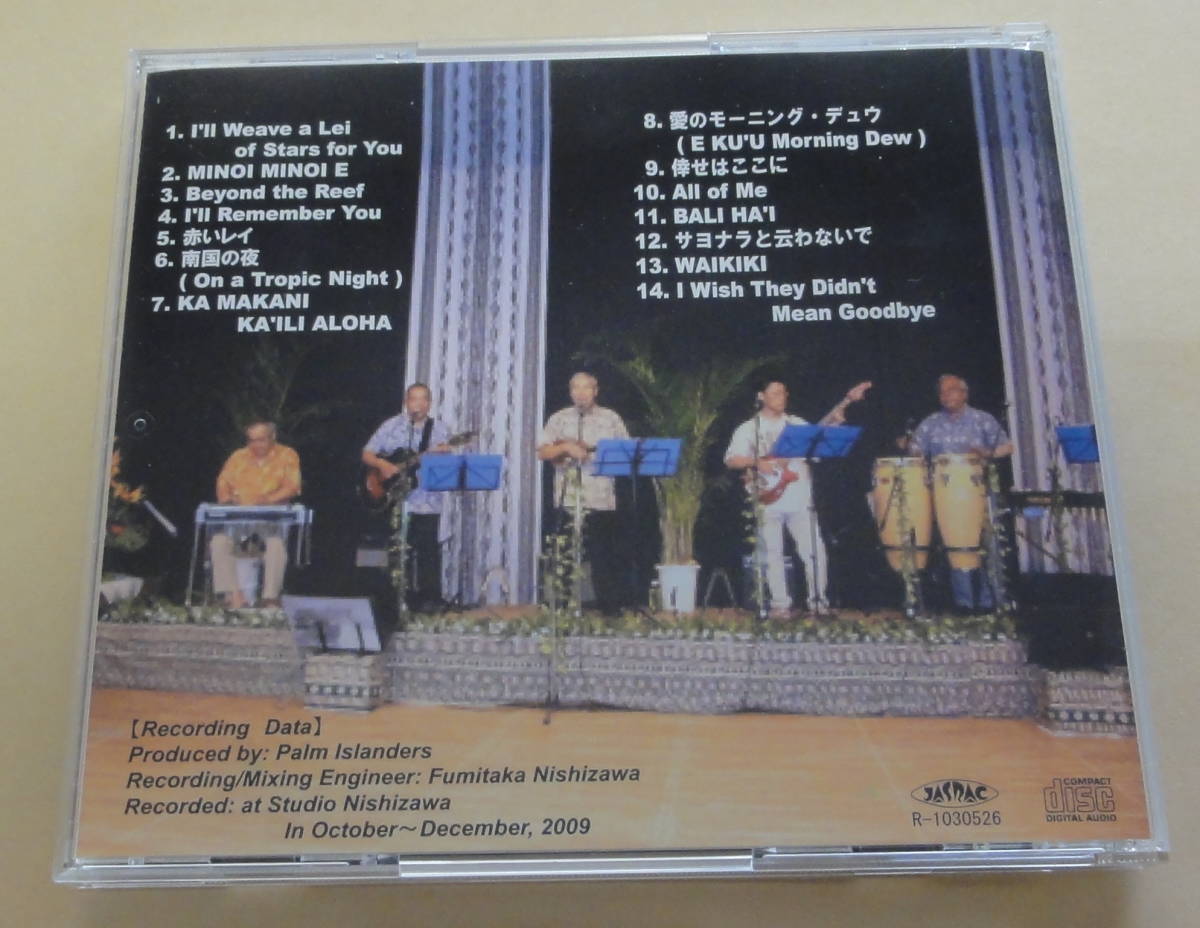 1. I'll Weave a Lei
of Stars for You
2. MINOI MINOI E
3. Beyond the Reef
4. I'll Remember You
5. 赤いレイ
6. 南国の夜
( On a Tropic Night )
7. KA MAKANI
KA'ILI ALOHA
8. 愛のモーニング・デュウ
( E KU'U Morning Dew )
9. 倖せはここに
10. All of Me
11. BALI HA'I
12. サヨナラと云わないで
13. WAIKIKI
14. I Wish They Didn't
Mean Goodbye
【Recording Data】
Produced by: Palm Islanders
Recording/Mixing Engineer: Fumitaka Nishizawa
Recorded: at Studio Nishizawa
In October～December, 2009
JASRAC
R-1030526
COMPACT
disc
DIGITAL AUDIO